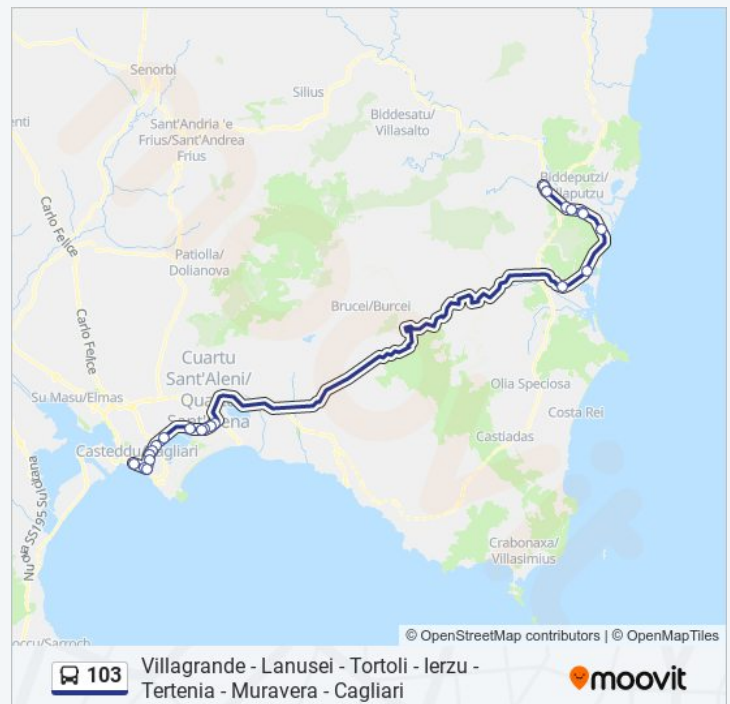 Senorbì
Silius
Biddesatu/
Villasalto
Sant'Andria 'e
Frius/Sant'Andrea
Frius
Biddeputzi/
Carlo Felice
Patiolla/
Dolianova
Brucei/Burcei
Carlo Felice
Cuartu
Sant'Aleni/
Su Masu/Elmas
Olia Speciosa
Costa Rei
Casteddu/Cagliari
Castiadas
Crabonaxa/
Villasimius
© OpenStreetMap contributors | © OpenMapTiles
103
Villagrande - Lanusei - Tortoli - Ierzu -
Tertenia - Muravera - Cagliari
moovit